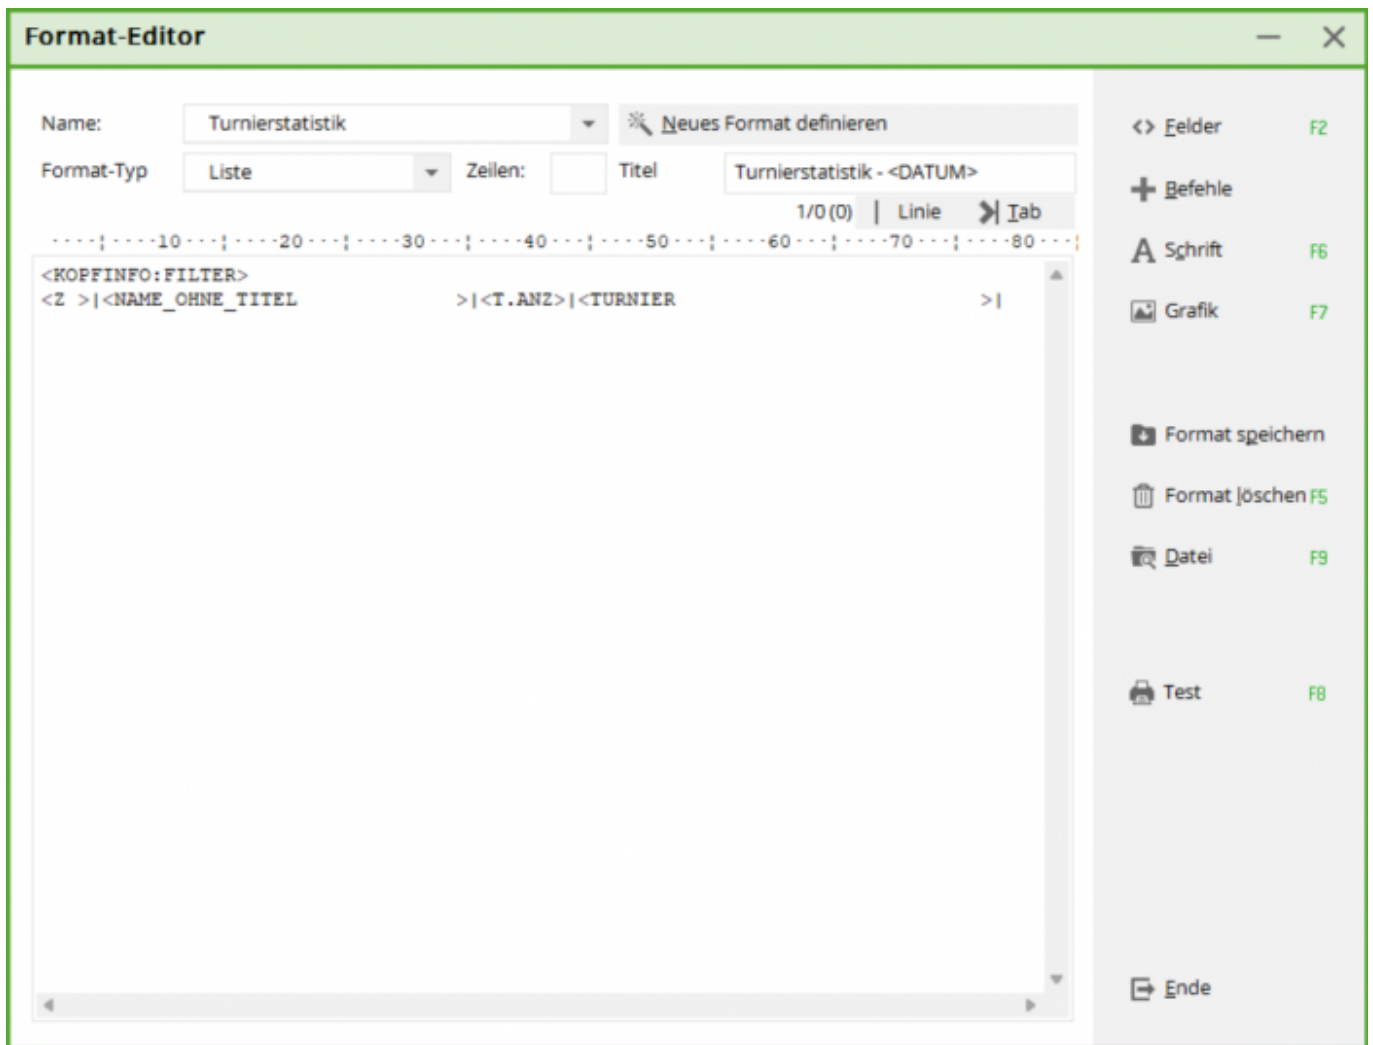 Format-Editor
Name: Turnierstatistik Neues Format definieren
Format-Typ Liste Zeilen: Titel Turnierstatistik - <DATUM>
1/0 (0) | Linie Tab
····¦····10···¦····20···¦····30···¦····40···¦····50···¦····60···¦····70···¦····80···¦
<KOPFINFO:FILTER>
<Z >|<NAME_OHNE_TITEL             >|<T.ANZ>|<TURNIER                         >|
Felder F2
Befehle
Schrift F6
Grafik F7
Format speichern
Format löschen F5
Datei F9
Test F8
Ende